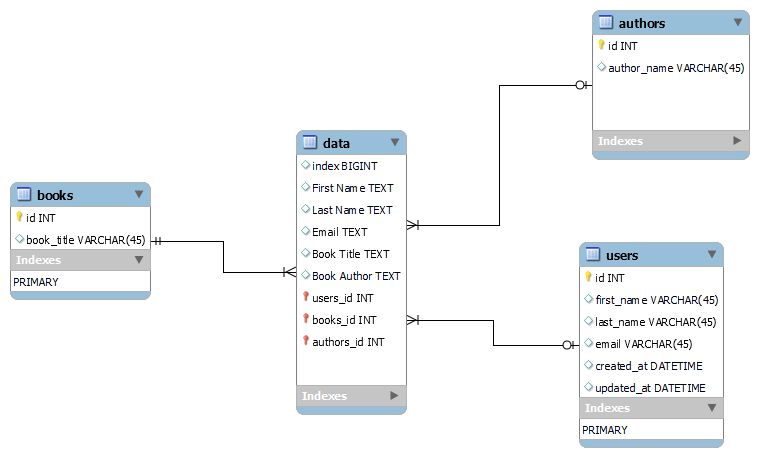 authors
id INT
author_name VARCHAR(45)
Indexes
data
index BIGINT
First Name TEXT
Last Name TEXT
Email TEXT
Book Title TEXT
Book Author TEXT
users_id INT
books_id INT
authors_id INT
Indexes
books
id INT
book_title VARCHAR(45)
Indexes
PRIMARY
users
id INT
first_name VARCHAR(45)
last_name VARCHAR(45)
email VARCHAR(45)
created_at DATETIME
updated_at DATETIME
Indexes
PRIMARY